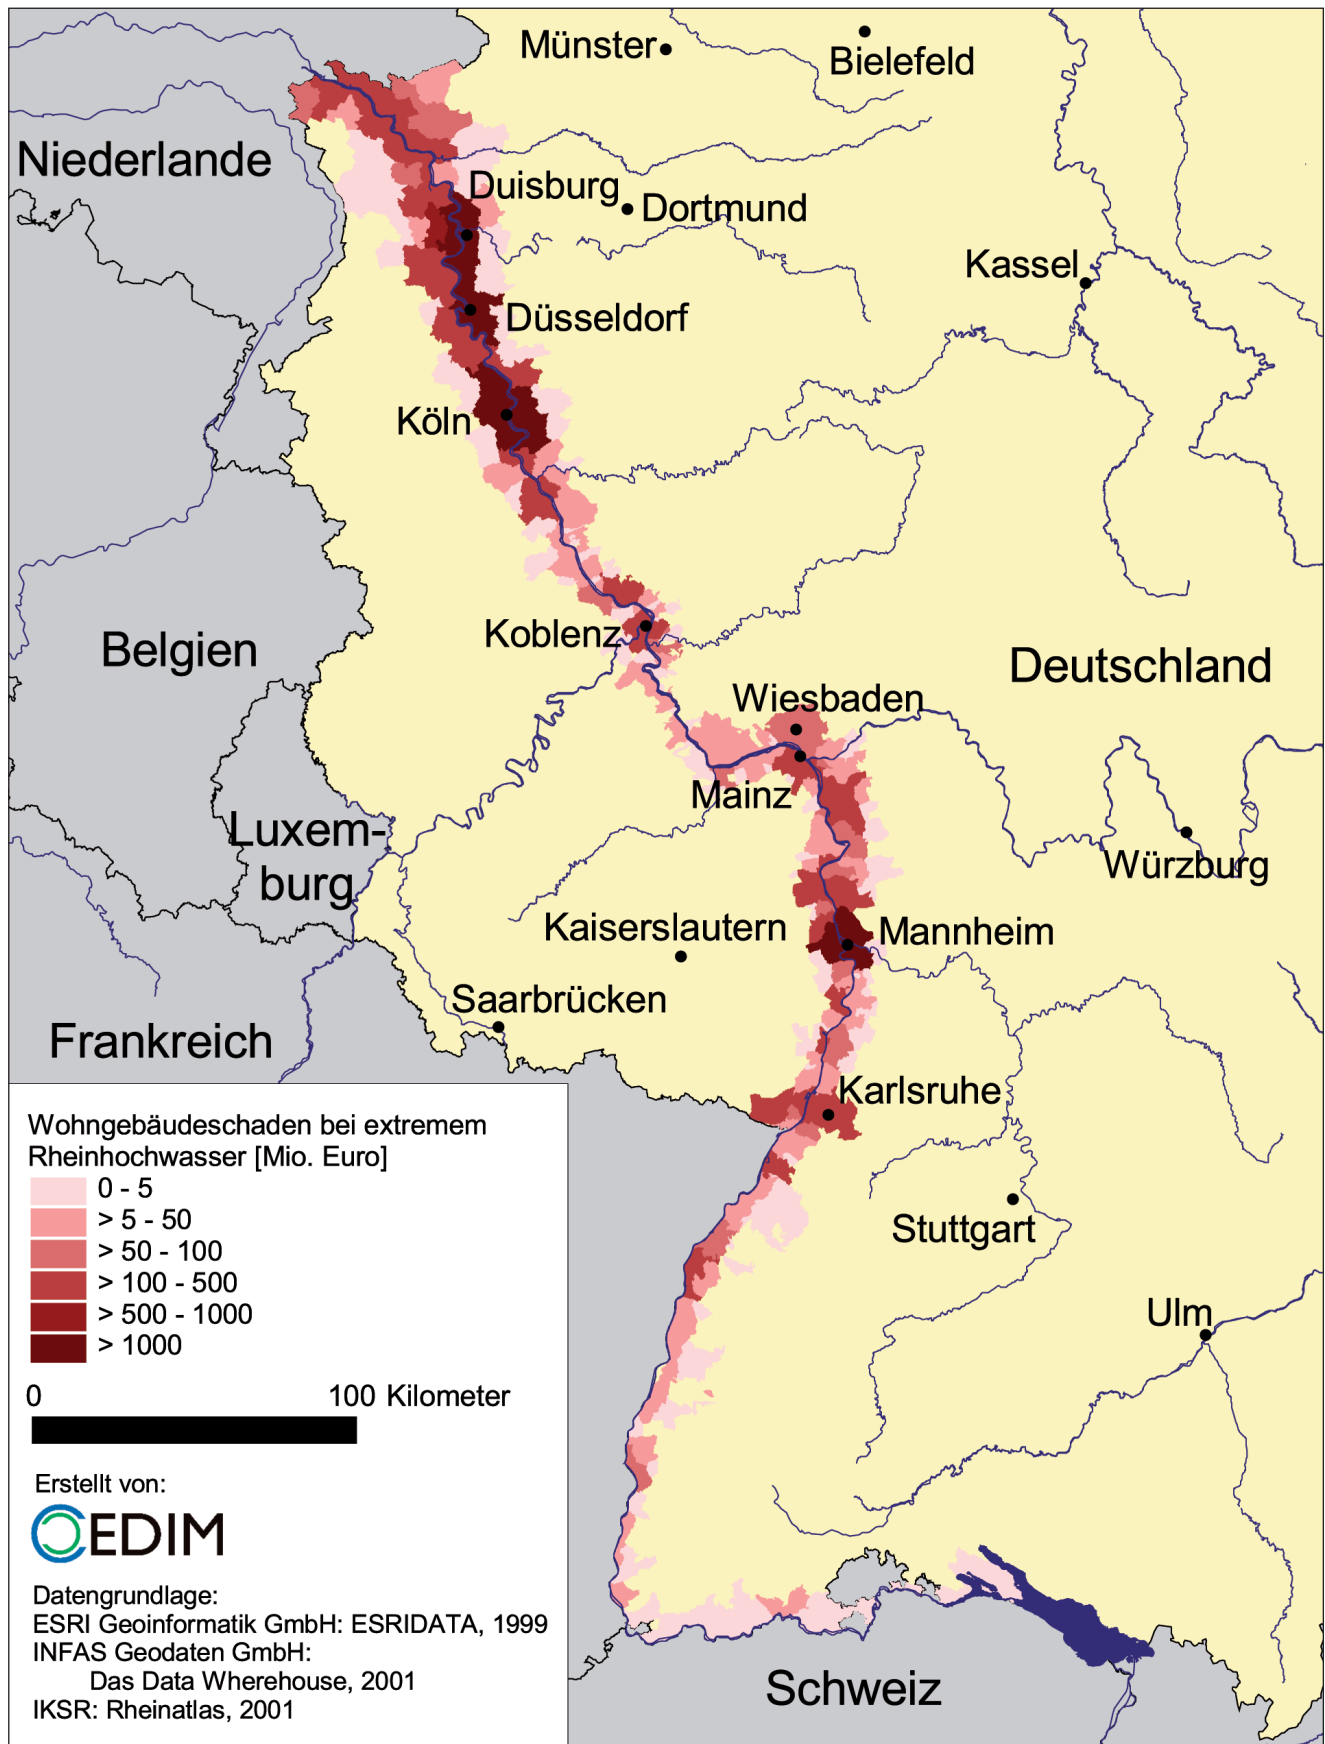 Münster
Bielefeld
Niederlande
Duisburg
Dortmund
Kassel
Düsseldorf
Köln
Koblenz
Belgien
Deutschland
Wiesbaden
Mainz
Luxem-
burg
Würzburg
Kaiserslautern
Mannheim
Saarbrücken
Frankreich
Karlsruhe
Stuttgart
Ulm
Schweiz
Wohngebäudeschaden bei extremem
Rheinhochwasser [Mio. Euro]
0 - 5
> 5 - 50
> 50 - 100
> 100 - 500
> 500 - 1000
> 1000
0 100 Kilometer
Erstellt von:
CEDIM
Datengrundlage:
ESRI Geoinformatik GmbH: ESRIDATA, 1999
INFAS Geodaten GmbH:
Das Data Wherehouse, 2001
IKSR: Rheinatlas, 2001